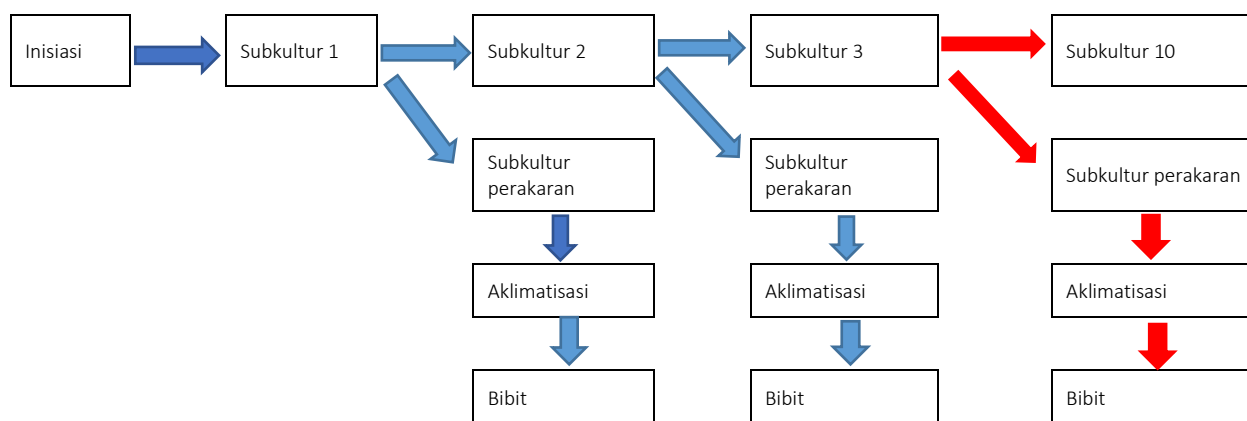 Inisiasi
Subkultur 1
Subkultur 2
Subkultur 3
Subkultur 10
Subkultur
perakaran
Subkultur
perakaran
Subkultur perakaran
Aklimatisasi
Aklimatisasi
Aklimatisasi
Bibit
Bibit
Bibit